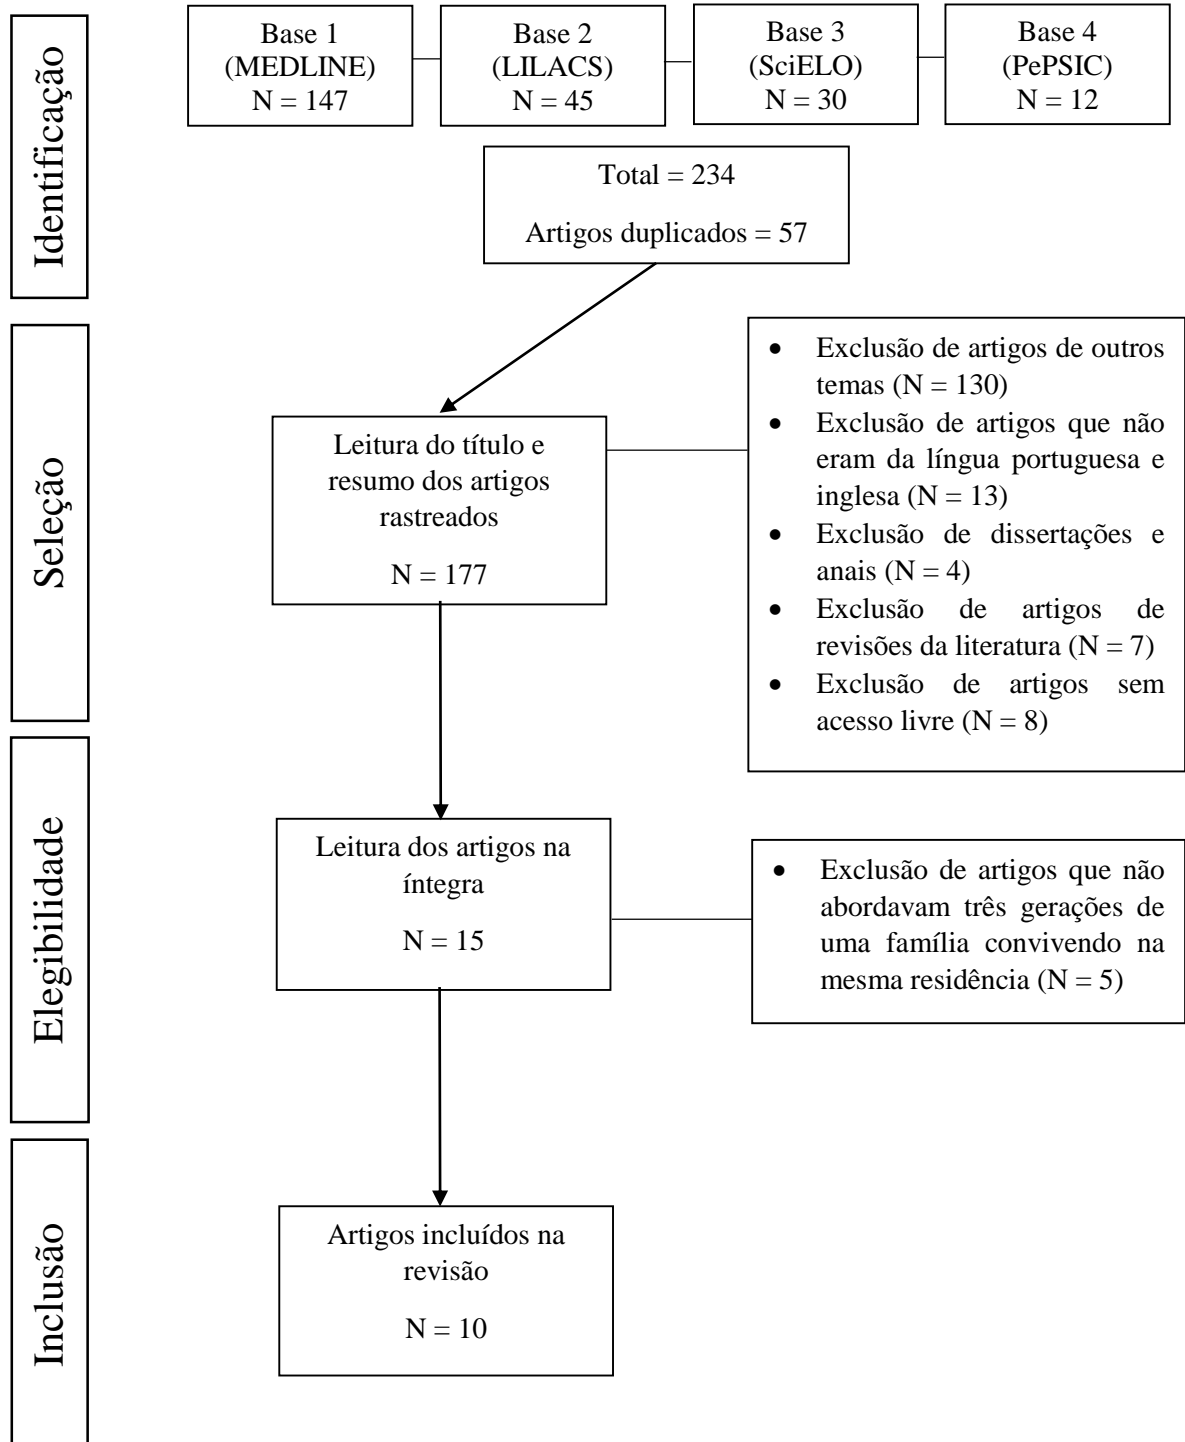 Identificação
Base 1
(MEDLINE)
N = 147
Base 2
(LILACS)
N = 45
Base 3
(SciELO)
N = 30
Base 4
(PePSIC)
N = 12
Total = 234
Artigos duplicados = 57
Seleção
Leitura do título e
resumo dos artigos
rastreados
N = 177
• Exclusão de artigos de outros
temas (N = 130)
• Exclusão de artigos que não
eram da língua portuguesa e
inglesa (N = 13)
• Exclusão de dissertações e
anais (N = 4)
• Exclusão de artigos de
revisões da literatura (N = 7)
• Exclusão de artigos sem
acesso livre (N = 8)
Elegibilidade
Leitura dos artigos na
íntegra
N = 15
• Exclusão de artigos que não
abordavam três gerações de
uma família convivendo na
mesma residência (N = 5)
Inclusão
Artigos incluídos na
revisão
N = 10